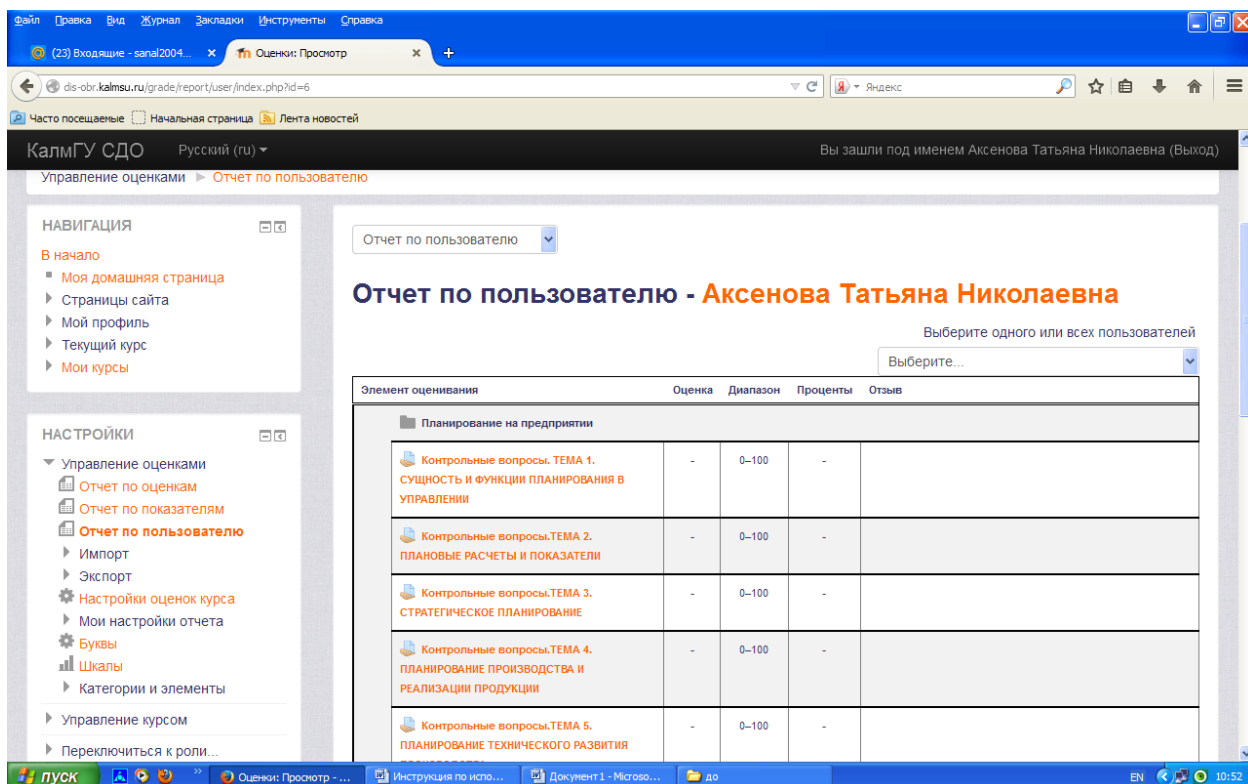 Файл Правка Вид Журнал Закладки Инструменты Справка
(23) Входящие - sanal2004... × Оценки: Просмотр × +
dis-obr.kalmsu.ru/grade/report/user/index.php?id=6 Яндекс
Часто посещаемые Начальная страница Лента новостей
КалмГУ СДО Русский (ru) Вы зашли под именем Аксенова Татьяна Николаевна (Выход)
Управление оценками Отчет по пользователю
НАВИГАЦИЯ
В начало
Моя домашняя страница
Страницы сайта
Мой профиль
Текущий курс
Мои курсы
НАСТРОЙКИ
Управление оценками
Отчет по оценкам
Отчет по показателям
Отчет по пользователю
Импорт
Экспорт
Настройки оценок курса
Мои настройки отчета
Буквы
Шкалы
Категории и элементы
Управление курсом
Переключиться к роли...
Отчет по пользователю
Отчет по пользователю - Аксенова Татьяна Николаевна
Выберите одного или всех пользователей
Выберите...
Элемент оценивания Оценка Диапазон Проценты Отзыв
Планирование на предприятии
Контрольные вопросы. ТЕМА 1. - 0–100 -
СУЩНОСТЬ И ФУНКЦИИ ПЛАНИРОВАНИЯ В
УПРАВЛЕНИИ
Контрольные вопросы.ТЕМА 2. - 0–100 -
ПЛАНОВЫЕ РАСЧЕТЫ И ПОКАЗАТЕЛИ
Контрольные вопросы.ТЕМА 3. - 0–100 -
СТРАТЕГИЧЕСКОЕ ПЛАНИРОВАНИЕ
Контрольные вопросы.ТЕМА 4. - 0–100 -
ПЛАНИРОВАНИЕ ПРОИЗВОДСТВА И
РЕАЛИЗАЦИИ ПРОДУКЦИИ
Контрольные вопросы.ТЕМА 5. - 0–100 -
ПЛАНИРОВАНИЕ ТЕХНИЧЕСКОГО РАЗВИТИЯ
пуск Оценки: Просмотр - ... Инструкция по испо... Документ1 - Microso... до EN 10:52